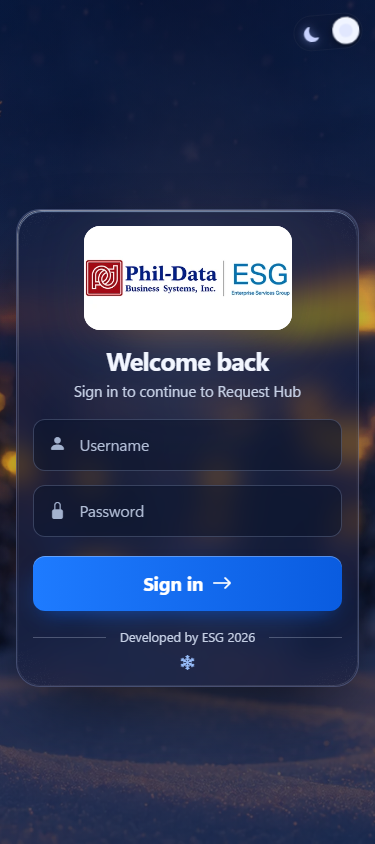 Phil-Data
Business Systems, Inc.
ESG
Enterprise Services Group
Welcome back
Sign in to continue to Request Hub
Username
Password
Sign in
Developed by ESG 2026